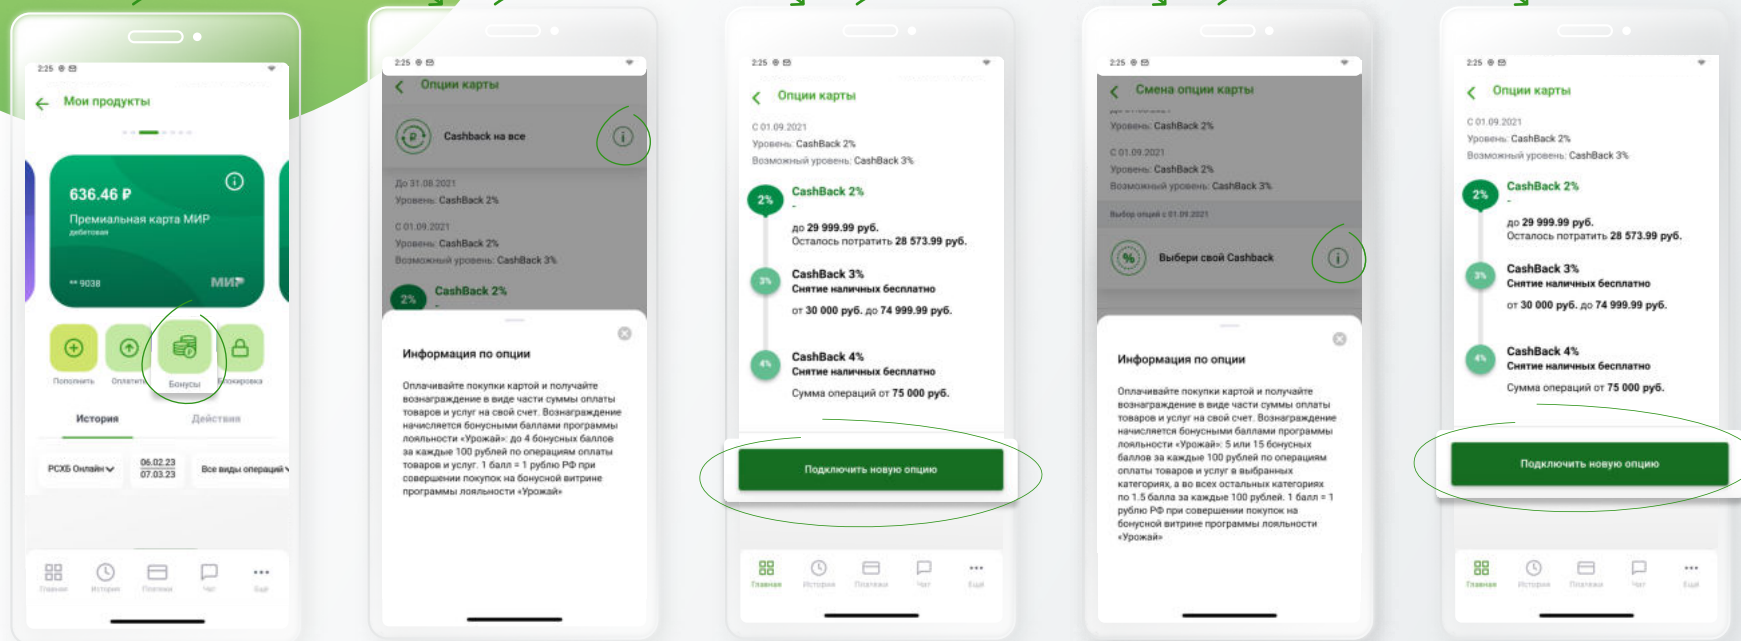 2:25
Мои продукты
636.46 ₽
Премиальная карта МИР
дебетовая
•• 9038
МИР
Пополнить
Оплатить
Бонусы
Блокировка
История
Действия
РСХБ Онлайн
06.02.23
07.03.23
Все виды операций
Главная
История
Платежи
Чат
Ещё
2:25
Опции карты
Cashback на все
До 31.08.2021
Уровень: CashBack 2%
С 01.09.2021
Уровень: CashBack 2%
Возможный уровень: CashBack 3%
2%
CashBack 2%
-
Информация по опции
Оплачивайте покупки картой и получайте
вознаграждение в виде части суммы оплаты
товаров и услуг на свой счет. Вознаграждение
начисляется бонусными баллами программы
лояльности «Урожай»: до 4 бонусных баллов
за каждые 100 рублей по операциям оплаты
товаров и услуг. 1 балл = 1 рублю РФ при
совершении покупок на бонусной витрине
программы лояльности «Урожай»
2:25
Опции карты
С 01.09.2021
Уровень: CashBack 2%
Возможный уровень: CashBack 3%
2%
CashBack 2%
-
до 29 999.99 руб.
Осталось потратить 28 573.99 руб.
3%
CashBack 3%
Снятие наличных бесплатно
от 30 000 руб. до 74 999.99 руб.
4%
CashBack 4%
Снятие наличных бесплатно
Сумма операций от 75 000 руб.
Подключить новую опцию
Главная
История
Платежи
Чат
Ещё
2:25
Смена опции карты
Уровень: CashBack 2%
С 01.09.2021
Уровень: CashBack 2%
Возможный уровень: CashBack 3%
Выбор опций с 01.09.2021
%
Выбери свой Cashback
Информация по опции
Оплачивайте покупки картой и получайте
вознаграждение в виде части суммы оплаты
товаров и услуг на свой счет. Вознаграждение
начисляется бонусными баллами программы
лояльности «Урожай»: 5 или 15 бонусных
баллов за каждые 100 рублей по операциям
оплаты товаров и услуг в выбранных
категориях, а во всех остальных категориях
по 1.5 балла за каждые 100 рублей. 1 балл = 1
рублю РФ при совершении покупок на
бонусной витрине программы лояльности
«Урожай»
2:25
Опции карты
С 01.09.2021
Уровень: CashBack 2%
Возможный уровень: CashBack 3%
2%
CashBack 2%
-
до 29 999.99 руб.
Осталось потратить 28 573.99 руб.
3%
CashBack 3%
Снятие наличных бесплатно
от 30 000 руб. до 74 999.99 руб.
4%
CashBack 4%
Снятие наличных бесплатно
Сумма операций от 75 000 руб.
Подключить новую опцию
Главная
История
Платежи
Чат
Ещё